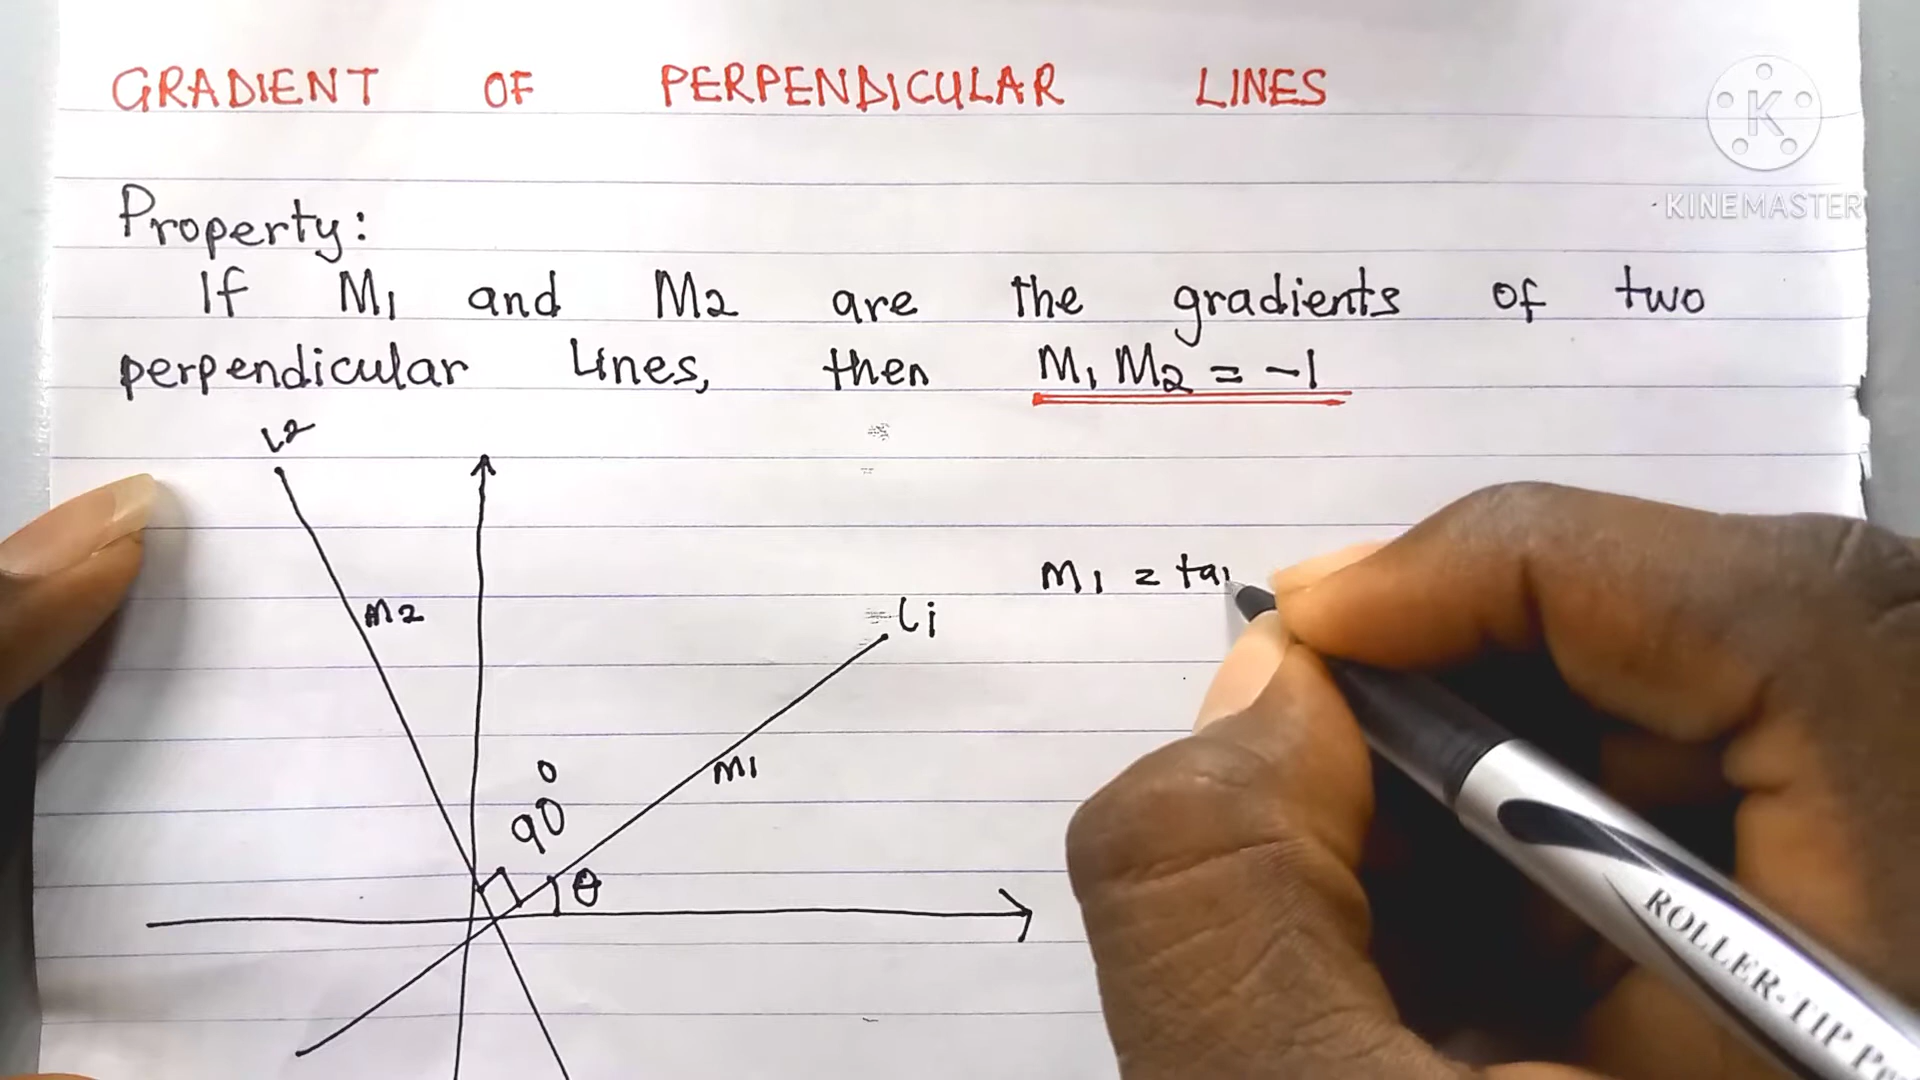 GRADIENT OF PERPENDICULAR LINES
K
KINEMASTER
Property:
If M1 and M2 are the gradients of two
perpendicular Lines, then M1 M2 = -1
L2
M2
m1 = ta
L1
m1
90°
θ
ROLLER-TIP